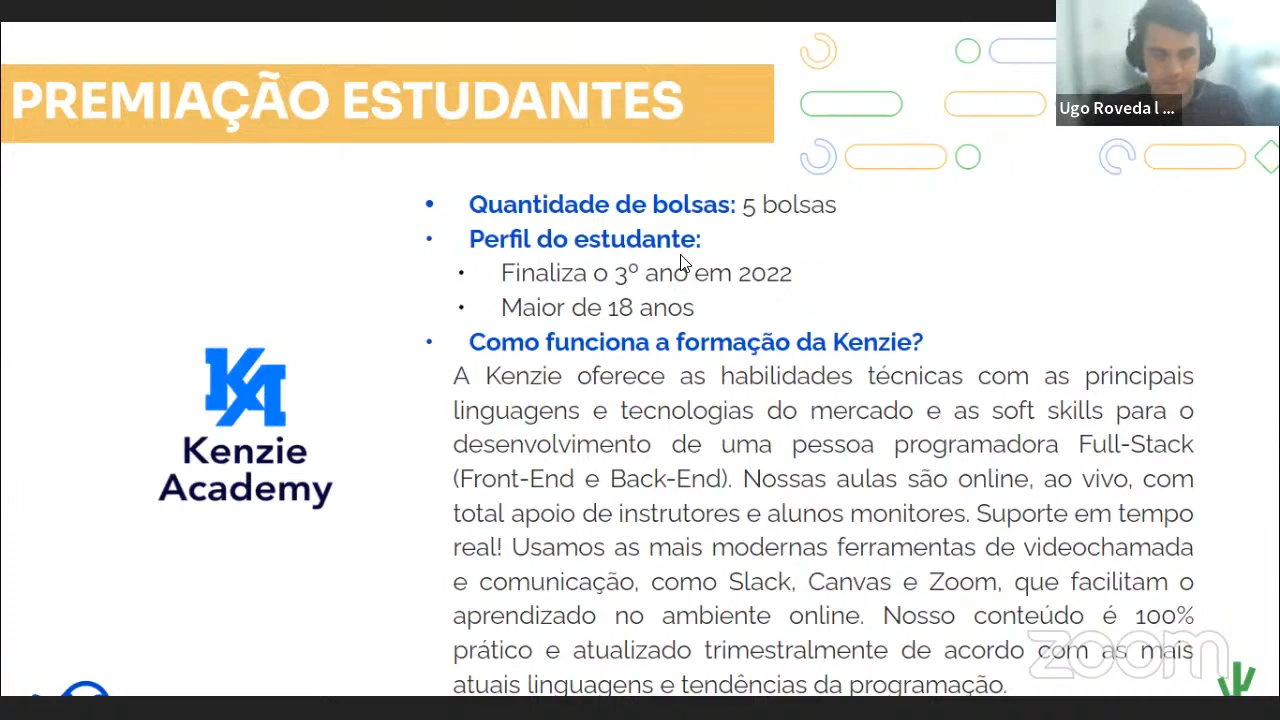 PREMIAÇÃO ESTUDANTES
Ugo Roveda l ...
• Quantidade de bolsas: 5 bolsas
• Perfil do estudante:
• Finaliza o 3º ano em 2022
• Maior de 18 anos
• Como funciona a formação da Kenzie?
A Kenzie oferece as habilidades técnicas com as principais
linguagens e tecnologias do mercado e as soft skills para o
desenvolvimento de uma pessoa programadora Full-Stack
(Front-End e Back-End). Nossas aulas são online, ao vivo, com
total apoio de instrutores e alunos monitores. Suporte em tempo
real! Usamos as mais modernas ferramentas de videochamada
e comunicação, como Slack, Canvas e Zoom, que facilitam o
aprendizado no ambiente online. Nosso conteúdo é 100%
prático e atualizado trimestralmente de acordo com as mais
atuais linguagens e tendências da programação.
KA
Kenzie
Academy
zoom